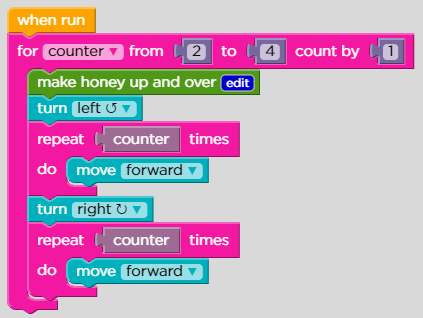 when run
for counter ▼ from 2 to 4 count by 1
make honey up and over edit
turn left ↺ ▼
repeat counter times
do move forward ▼
turn right ↻ ▼
repeat counter times
do move forward ▼